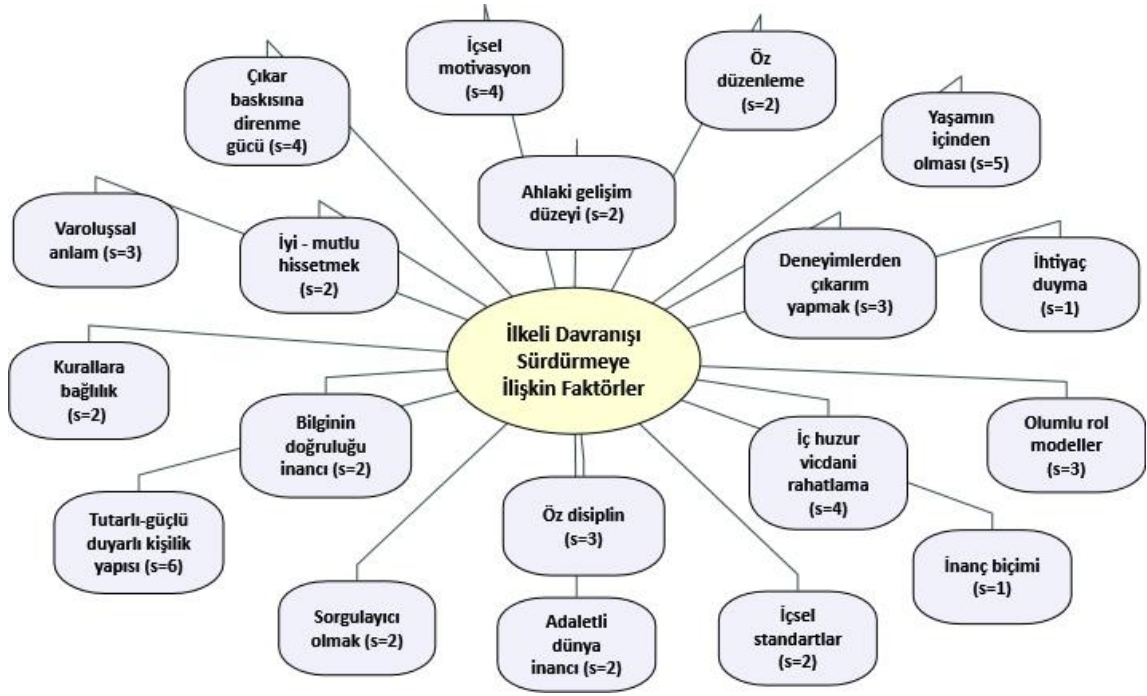 İçsel
motivasyon
(s=4)
Öz
düzenleme
(s=2)
Çıkar
baskısına
direnme
gücü (s=4)
Yaşamın
içinden
olması (s=5)
Ahlaki gelişim
düzeyi (s=2)
Varoluşsal
anlam (s=3)
İyi - mutlu
hissetmek
(s=2)
Deneyimlerden
çıkarım
yapmak (s=3)
İhtiyaç
duyma
(s=1)
İlkeli Davranışı
Sürdürmeye
İlişkin Faktörler
Kurallara
bağlılık
(s=2)
Bilginin
doğruluğu
inancı (s=2)
İç huzur
vicdani
rahatlama
(s=4)
Olumlu rol
modeller
(s=3)
Tutarlı-güçlü
duyarlı kişilik
yapısı (s=6)
Öz disiplin
(s=3)
İnanç biçimi
(s=1)
Sorgulayıcı
olmak (s=2)
Adaletli
dünya
inancı (s=2)
İçsel
standartlar
(s=2)